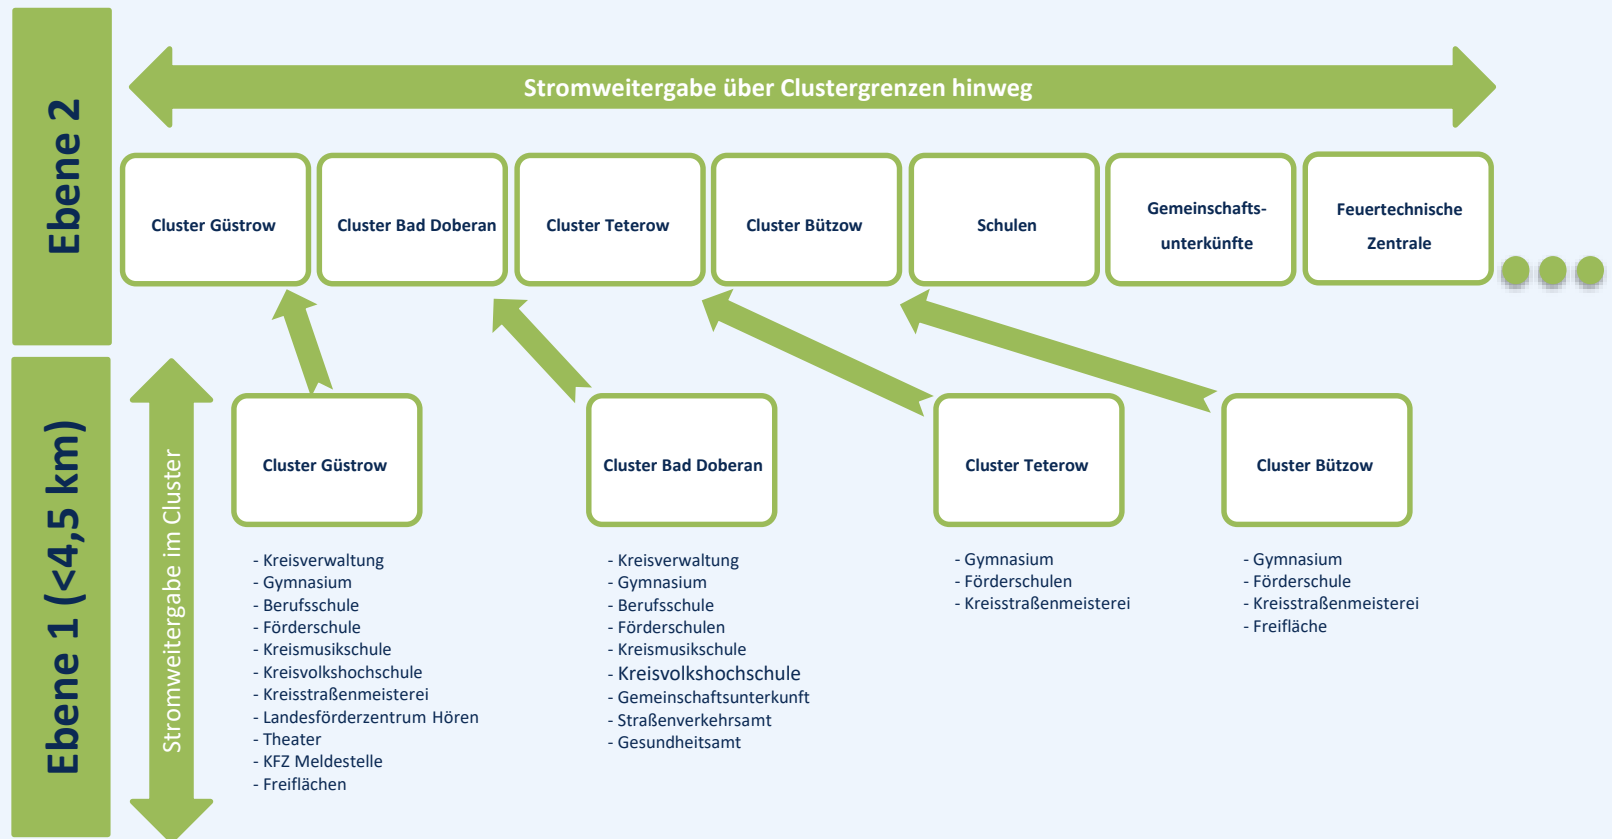 Ebene 2
Stromweitergabe über Clustergrenzen hinweg
Cluster Güstrow
Cluster Bad Doberan
Cluster Teterow
Cluster Bützow
Schulen
Gemeinschafts-
unterkünfte
Feuertechnische
Zentrale
Ebene 1 (<4,5 km)
Stromweitergabe im Cluster
Cluster Güstrow
- Kreisverwaltung
- Gymnasium
- Berufsschule
- Förderschule
- Kreismusikschule
- Kreisvolkshochschule
- Kreisstraßenmeisterei
- Landesförderzentrum Hören
- Theater
- KFZ Meldestelle
- Freiflächen
Cluster Bad Doberan
- Kreisverwaltung
- Gymnasium
- Berufsschule
- Förderschulen
- Kreismusikschule
- Kreisvolkshochschule
- Gemeinschaftsunterkunft
- Straßenverkehrsamt
- Gesundheitsamt
Cluster Teterow
- Gymnasium
- Förderschulen
- Kreisstraßenmeisterei
Cluster Bützow
- Gymnasium
- Förderschule
- Kreisstraßenmeisterei
- Freifläche